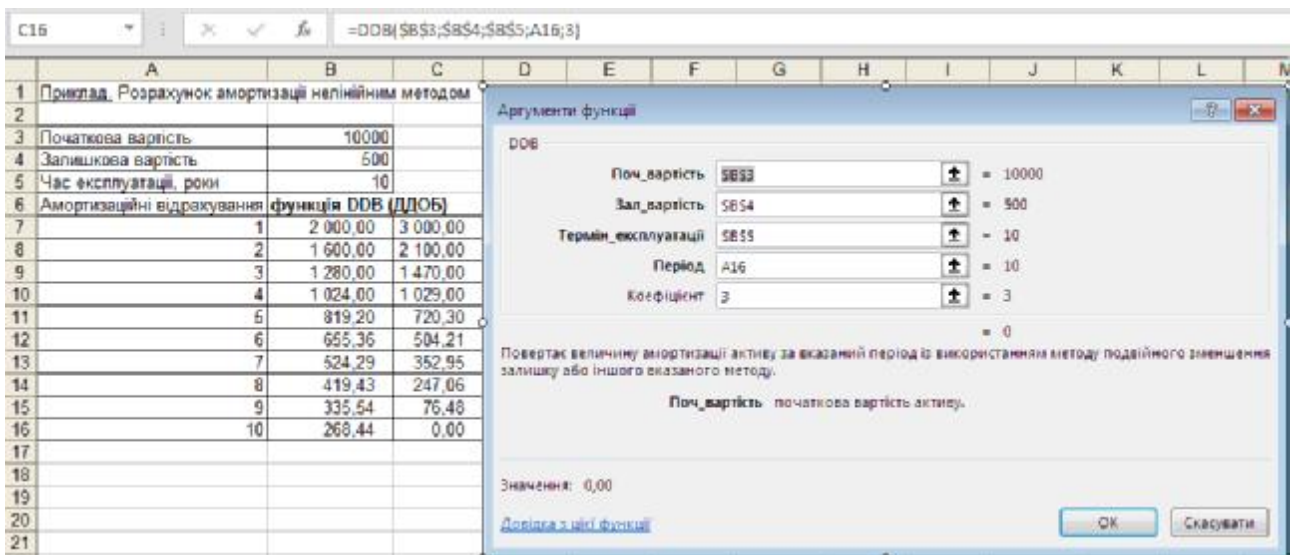 C16 fx =DDB($B$3;$B$4;$B$5;A16;3)
A B C D E F G H I J K L M
1 Приклад. Розрахунок амортизації нелінійним методом
2
3 Початкова вартість 10000
4 Залишкова вартість 500
5 Час експлуатації, роки 10
6 Амортизаційні відрахування функція DDB (ДДОБ)
7 1 2 000,00 3 000,00
8 2 1 600,00 2 100,00
9 3 1 280,00 1 470,00
10 4 1 024,00 1 029,00
11 5 819,20 720,30
12 6 655,36 504,21
13 7 524,29 352,95
14 8 419,43 247,06
15 9 335,54 76,48
16 10 268,44 0,00
17
18
19
20
21
Аргументи функції
DDB
Поч_вартість $B$3 = 10000
Зал_вартість $B$4 = 500
Термін_експлуатації $B$5 = 10
Період A16 = 10
Коефіцієнт 3 = 3
= 0
Повертає величину амортизації активу за вказаний період із використанням методу подвійного зменшення
залишку або іншого вказаного методу.
Поч_вартість початкова вартість активу.
Значення: 0,00
Довідка з цієї функції
OK Скасувати